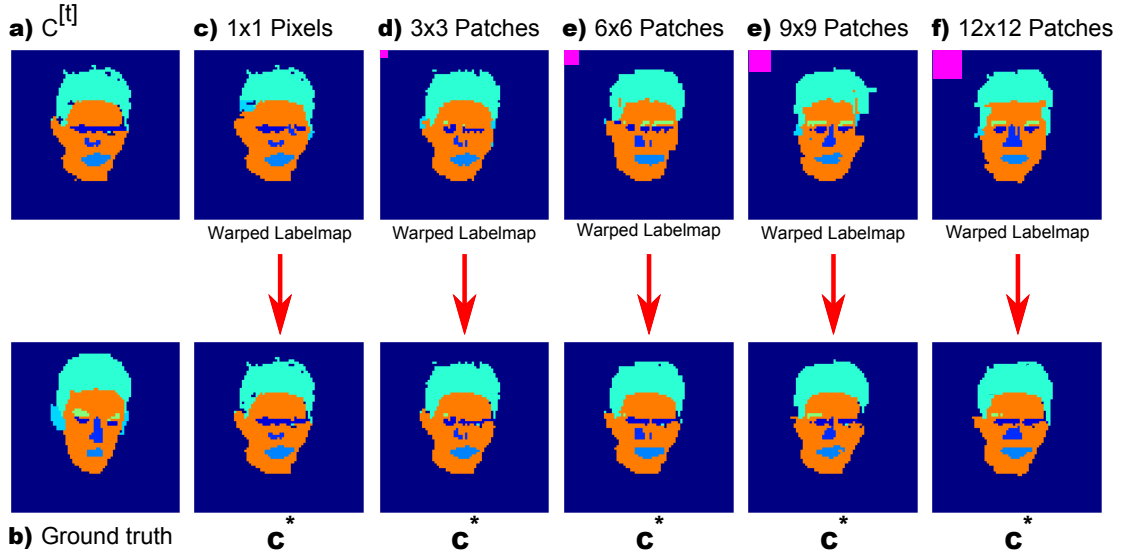 a) C[t]
c) 1x1 Pixels
d) 3x3 Patches
e) 6x6 Patches
e) 9x9 Patches
f) 12x12 Patches
Warped Labelmap
Warped Labelmap
Warped Labelmap
Warped Labelmap
Warped Labelmap
b) Ground truth
C*
C*
C*
C*
C*